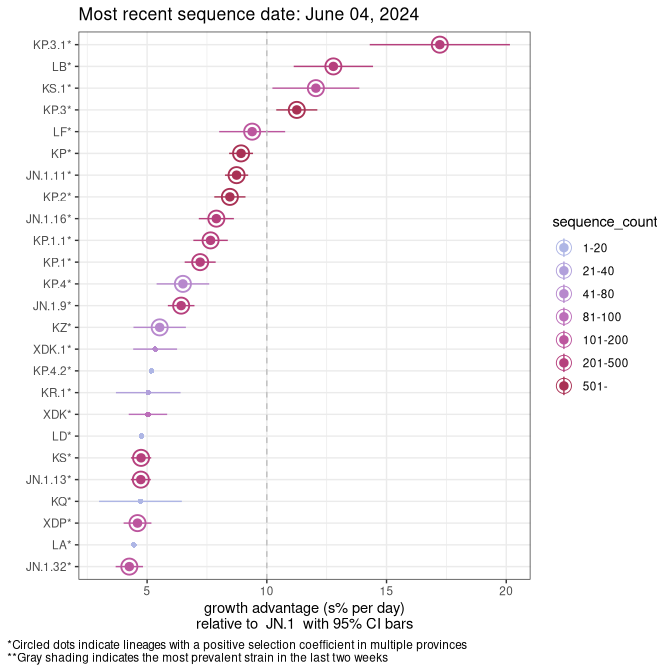 Most recent sequence date: June 04, 2024
KP.3.1*
LB*
KS.1*
KP.3*
LF*
KP*
JN.1.11*
KP.2*
JN.1.16*
KP.1.1*
KP.1*
KP.4*
JN.1.9*
KZ*
XDK.1*
KP.4.2*
KR.1*
XDK*
LD*
KS*
JN.1.13*
KQ*
XDP*
LA*
JN.1.32*
5 10 15 20
growth advantage (s% per day)
relative to JN.1 with 95% CI bars
sequence_count
1-20
21-40
41-80
81-100
101-200
201-500
501-
*Circled dots indicate lineages with a positive selection coefficient in multiple provinces
**Gray shading indicates the most prevalent strain in the last two weeks